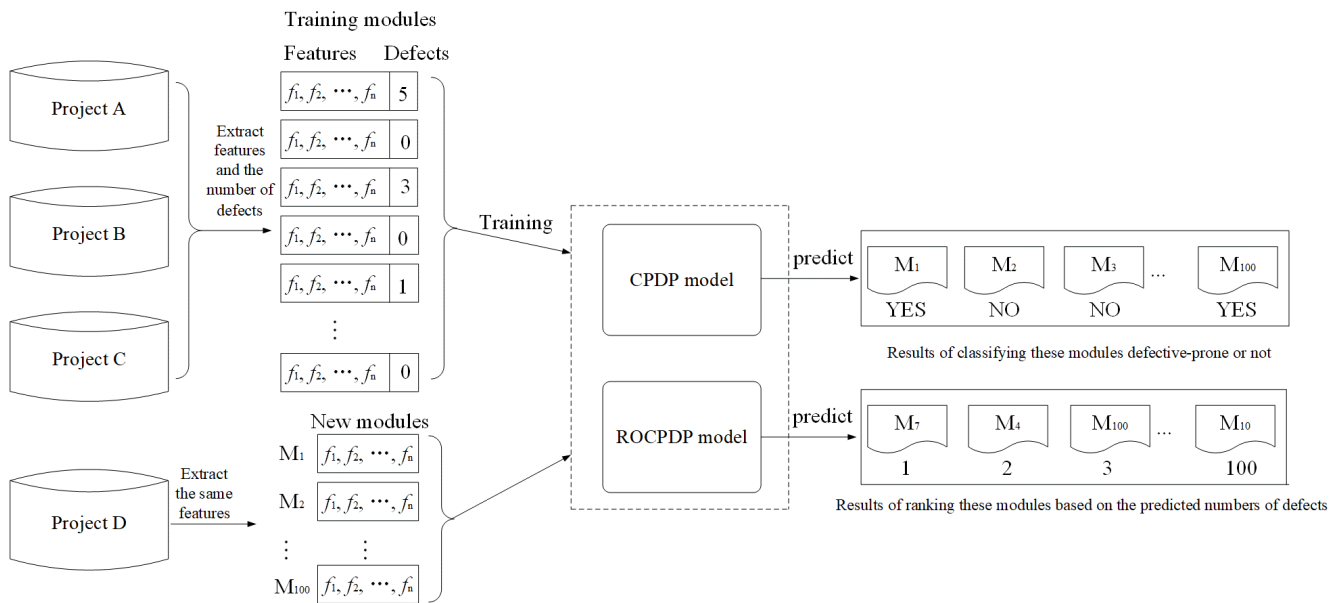 Training modules
Features Defects
Project A
Project B
Project C
Extract
features
and the
number of
defects
f₁, f₂, ⋯, fₙ 5
f₁, f₂, ⋯, fₙ 0
f₁, f₂, ⋯, fₙ 3
f₁, f₂, ⋯, fₙ 0
f₁, f₂, ⋯, fₙ 1
⋮
f₁, f₂, ⋯, fₙ 0
Training
New modules
Project D
Extract
the same
features
M₁ f₁, f₂, ⋯, fₙ
M₂ f₁, f₂, ⋯, fₙ
⋮ ⋮
M₁₀₀ f₁, f₂, ⋯, fₙ
CPDP model
ROCPDP model
predict
M₁ M₂ M₃ ... M₁₀₀
YES NO NO YES
Results of classifying these modules defective-prone or not
predict
M₇ M₄ M₁₀₀ ... M₁₀
1 2 3 100
Results of ranking these modules based on the predicted numbers of defects